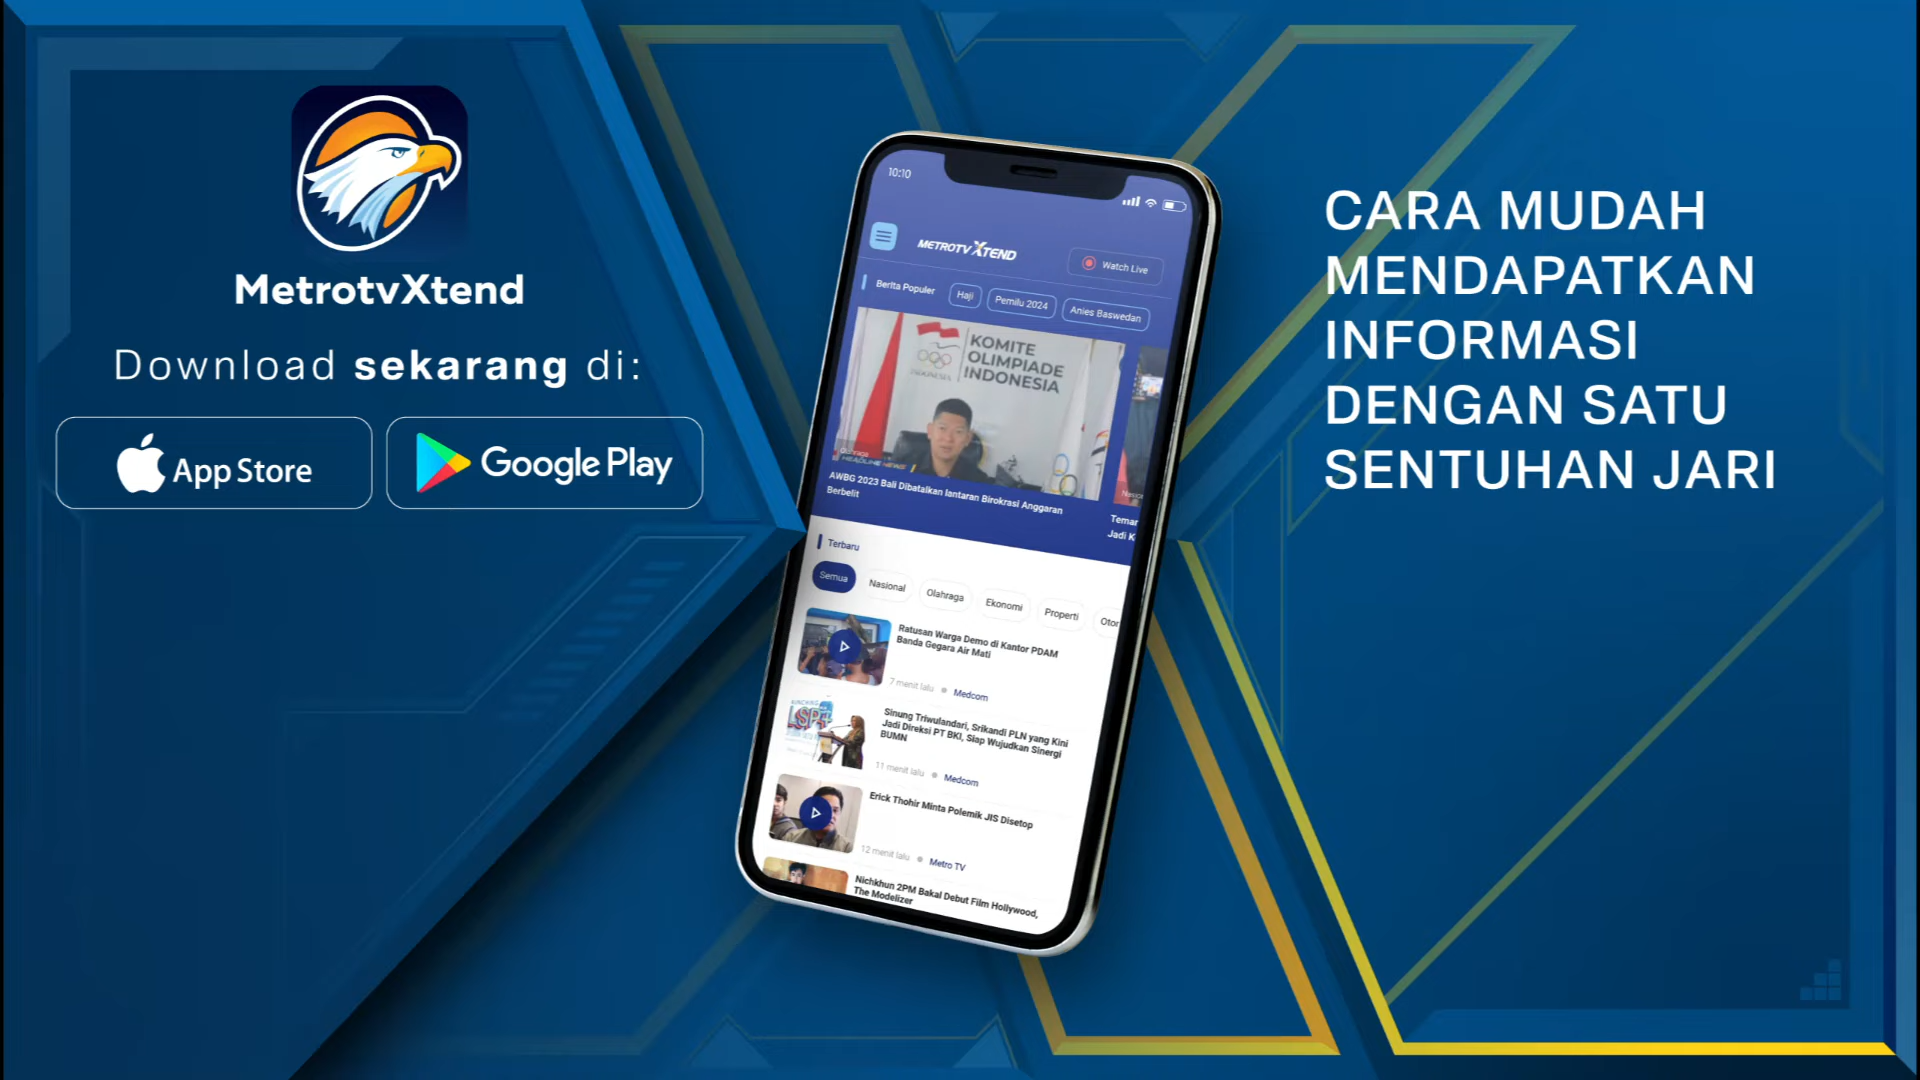 MetrotvXtend
Download sekarang di:
App Store
Google Play
10:10
METROTV XTEND
Watch Live
Berita Populer
Haji
Pemilu 2024
Anies Baswedan
KOMITE
OLIMPIADE
INDONESIA
INDONESIA
HEADLINE NEWS
AWBG 2023 Bali Dibatalkan lantaran Birokrasi Anggaran
Berbelit
Jadi K
Terbaru
Semua
Nasional
Olahraga
Ekonomi
Properti
Otor
Ratusan Warga Demo di Kantor PDAM
Banda Gegara Air Mati
7 menit lalu
Medcom
Sinung Triwulandari, Srikandi PLN yang Kini
Jadi Direksi PT BKI, Siap Wujudkan Sinergi
BUMN
11 menit lalu
Medcom
Erick Thohir Minta Polemik JIS Disetop
12 menit lalu
Metro TV
Nichkhun 2PM Bakal Debut Film Hollywood,
The Modelizer
CARA MUDAH
MENDAPATKAN
INFORMASI
DENGAN SATU
SENTUHAN JARI